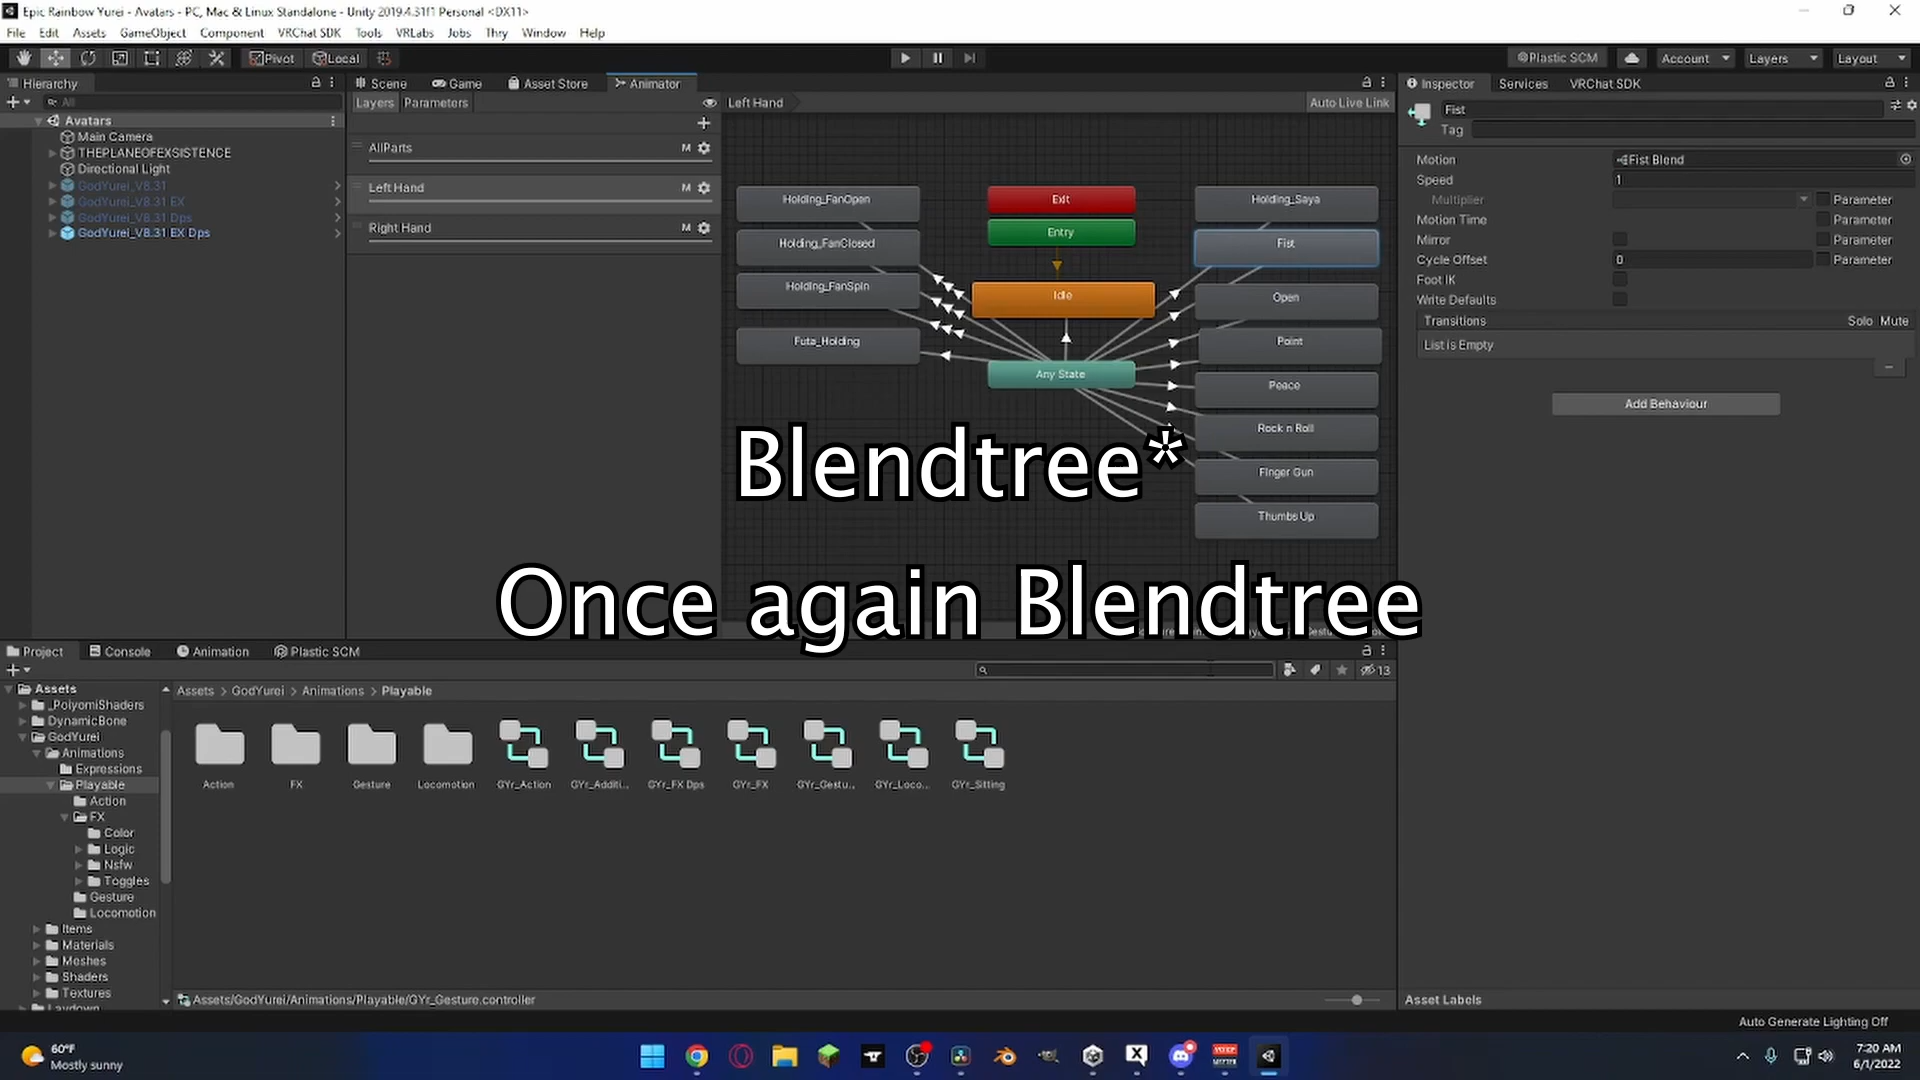 Epic Rainbow Yurei - Avatars - PC, Mac & Linux Standalone - Unity 2019.4.31f1 Personal <DX11>
File Edit Assets GameObject Component VRChat SDK Tools VRLabs Jobs Thry Window Help
Pivot Local Plastic SCM Account Layers Layout
Hierarchy Scene Game Asset Store Animator Inspector Services VRChat SDK
All
Layers Parameters Left Hand Auto Live Link
Avatars
Main Camera
THEPLANEOFEXSISTENCE
Directional Light
GodYurei_V8.31
GodYurei_V8.31 EX
GodYurei_V8.31 Dps
GodYurei_V8.31 EX Dps
AllParts M
Left Hand M
Right Hand M
Holding_FanOpen
Holding_FanClosed
Holding_FanSpin
Futa_Holding
Exit
Entry
Idle
Any State
Holding_Saya
Fist
Open
Point
Peace
Rock n Roll
Finger Gun
Thumbs Up
Fist
Tag
Motion Fist Blend
Speed 1
Multiplier Parameter
Motion Time Parameter
Mirror Parameter
Cycle Offset 0 Parameter
Foot IK
Write Defaults
Transitions Solo Mute
List is Empty
Add Behaviour
Blendtree*
Once again Blendtree
Project Console Animation Plastic SCM
13
Assets
_PolyomiShaders
DynamicBone
GodYurei
Animations
Expressions
Playable
Action
FX
Color
Logic
Nsfw
Toggles
Gesture
Locomotion
Items
Materials
Meshes
Shaders
Textures
Laydown
Assets > GodYurei > Animations > Playable
Action FX Gesture Locomotion GYr_Action GYr_Additi... GYr_FX Dps GYr_FX GYr_Gestu... GYr_Loco... GYr_Sitting
Assets/GodYurei/Animations/Playable/GYr_Gesture.controller
Asset Labels
Auto Generate Lighting Off
60°F
Mostly sunny
7:20 AM
6/1/2022